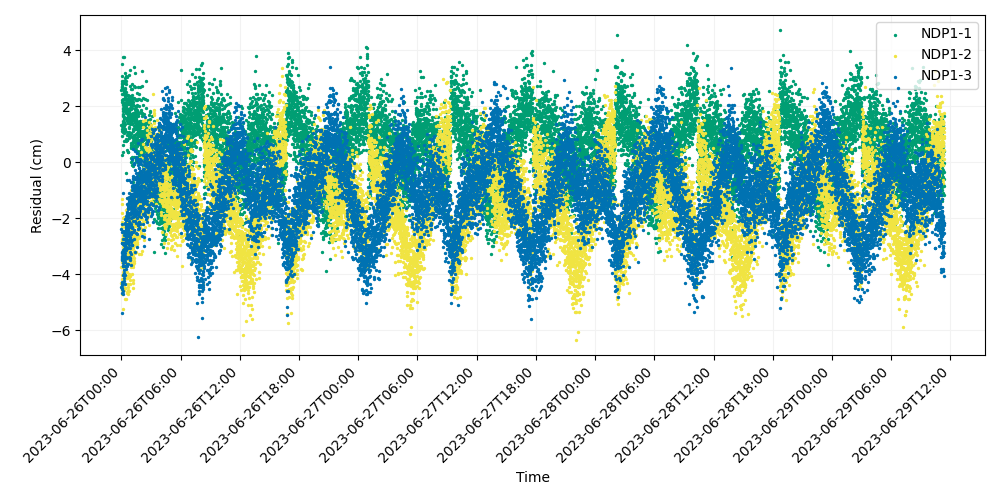 NDP1-1
NDP1-2
NDP1-3
Residual (cm)
4
2
0
−2
−4
−6
2023-06-26T00:00
2023-06-26T06:00
2023-06-26T12:00
2023-06-26T18:00
2023-06-27T00:00
2023-06-27T06:00
2023-06-27T12:00
2023-06-27T18:00
2023-06-28T00:00
2023-06-28T06:00
2023-06-28T12:00
2023-06-28T18:00
2023-06-29T00:00
2023-06-29T06:00
2023-06-29T12:00
Time